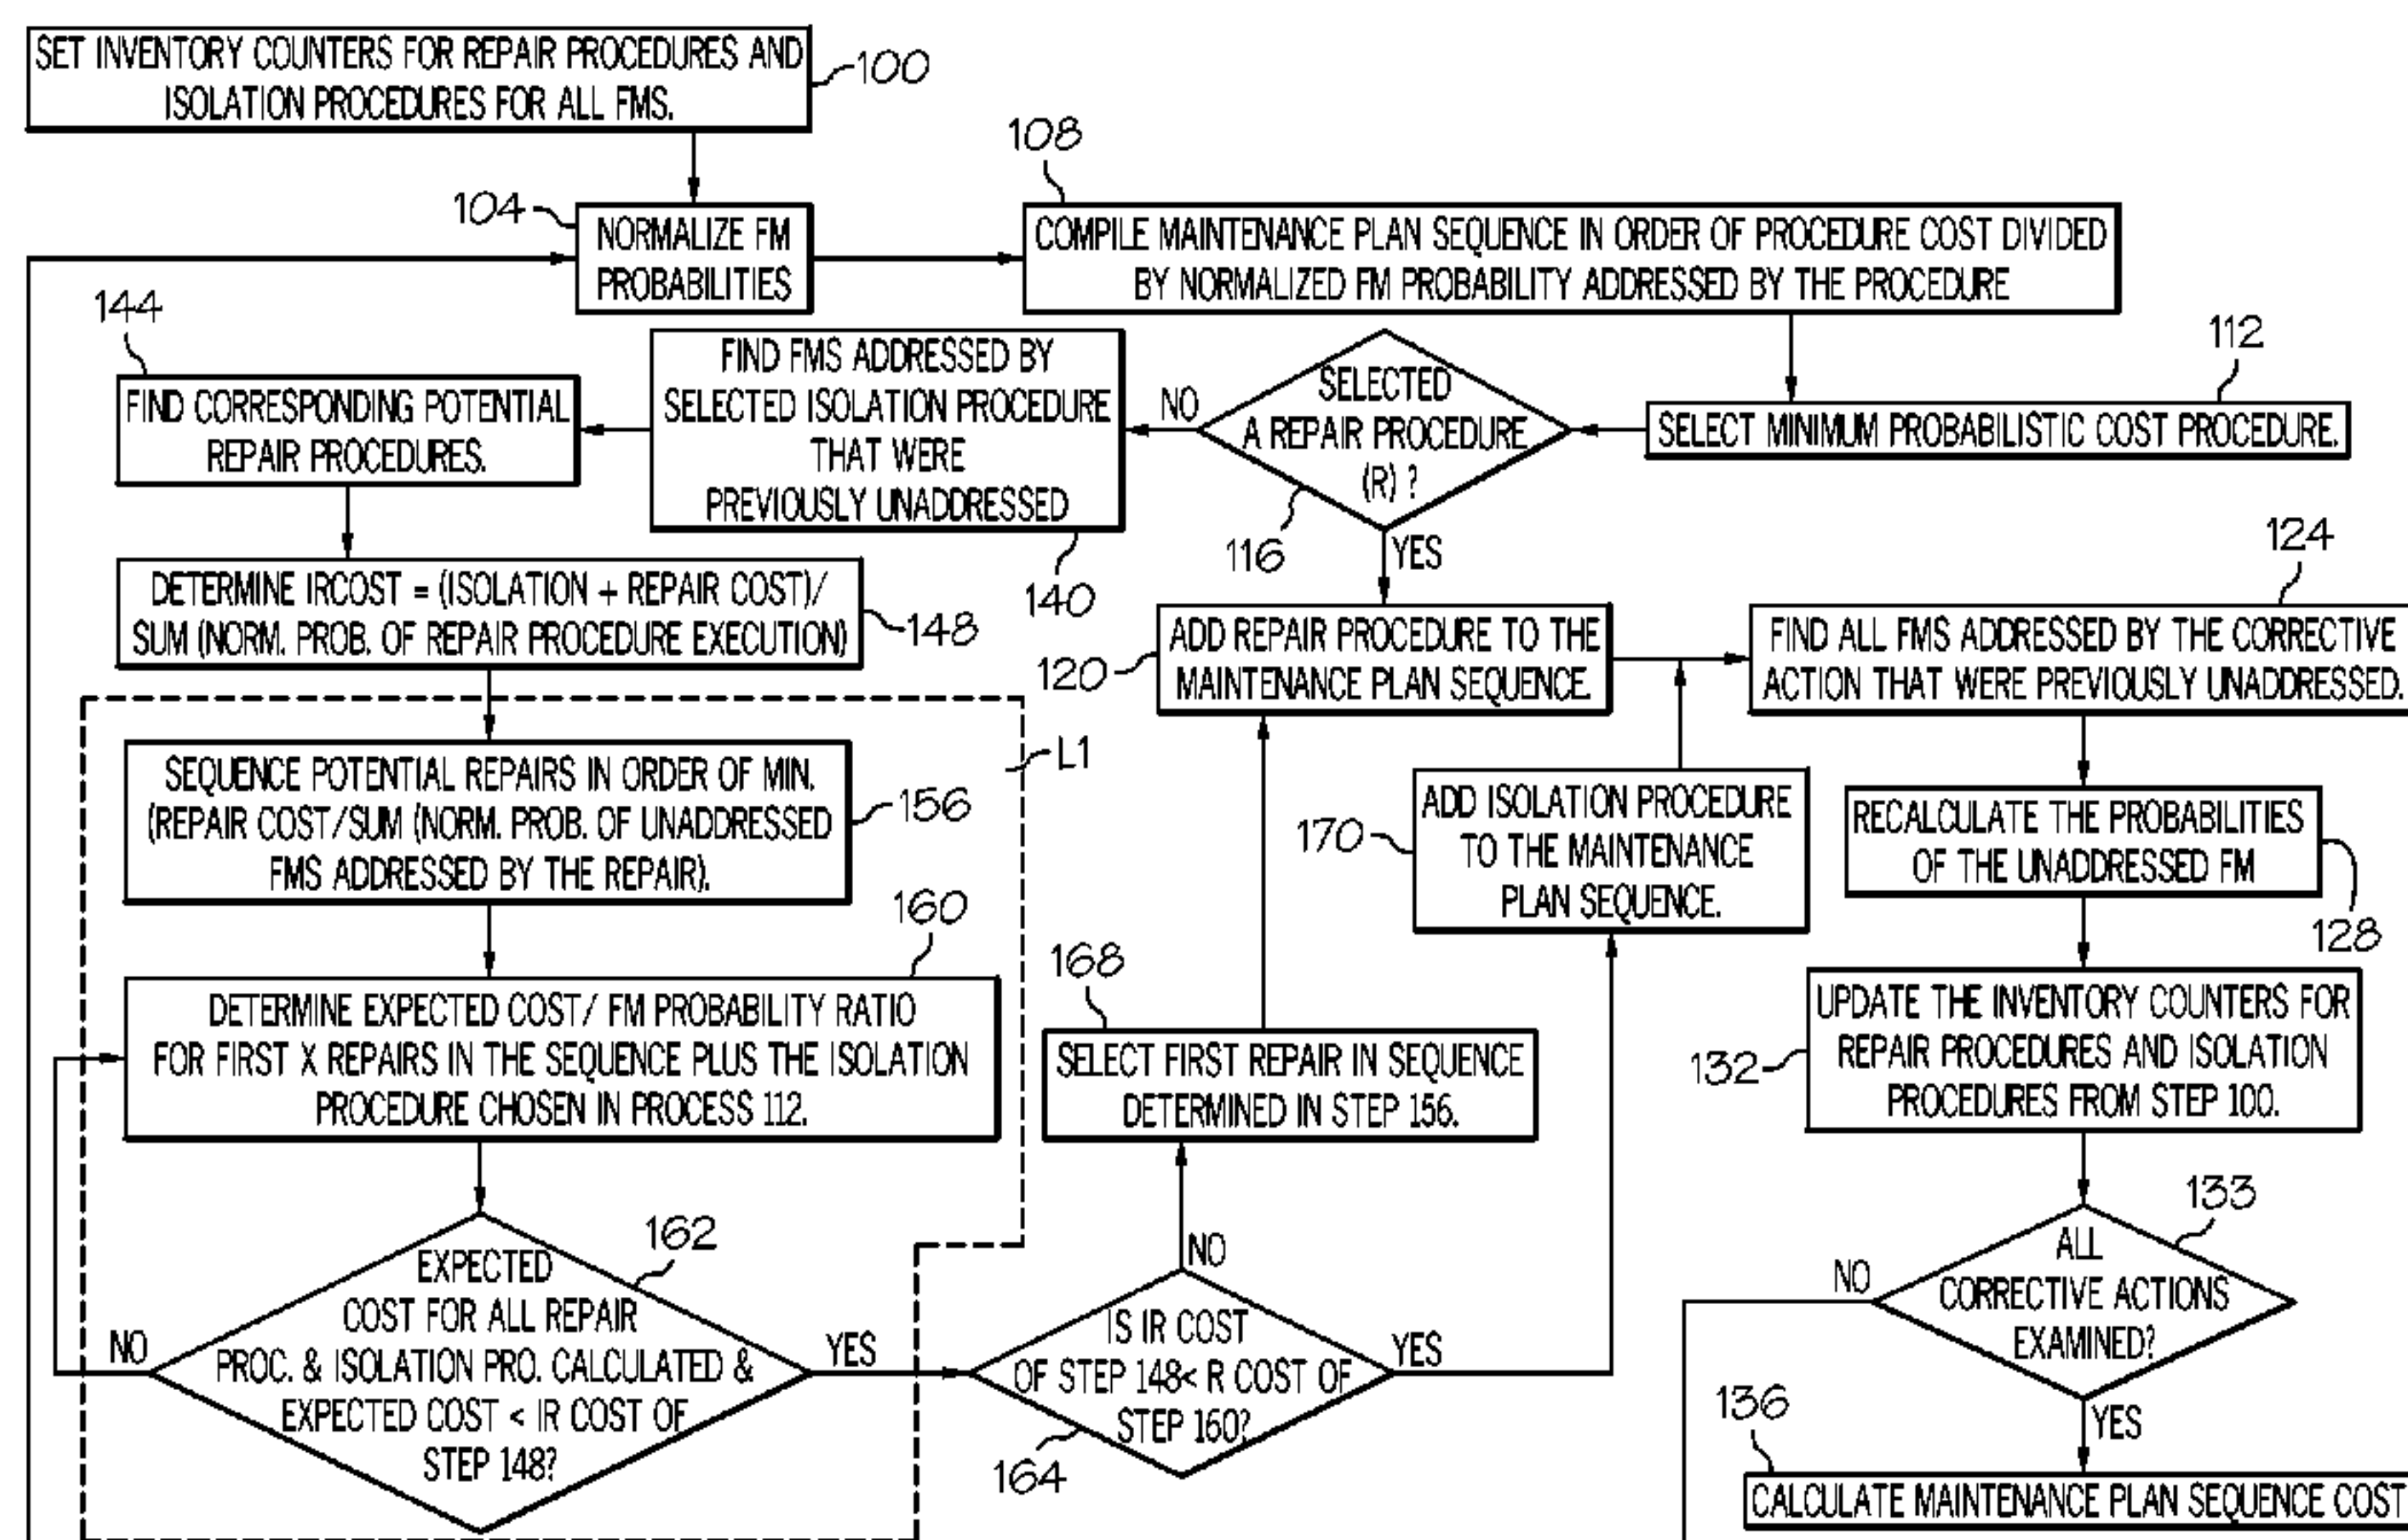 SET INVENTORY COUNTERS FOR REPAIR PROCEDURES AND
ISOLATION PROCEDURES FOR ALL FMS.
100
108
104
NORMALIZE FM
PROBABILITIES
COMPILE MAINTENANCE PLAN SEQUENCE IN ORDER OF PROCEDURE COST DIVIDED
BY NORMALIZED FM PROBABILITY ADDRESSED BY THE PROCEDURE
112
SELECT MINIMUM PROBABILISTIC COST PROCEDURE.
SELECTED
A REPAIR PROCEDURE
(R) ?
116
NO
YES
FIND FMS ADDRESSED BY
SELECTED ISOLATION PROCEDURE
THAT WERE
PREVIOUSLY UNADDRESSED
140
144
FIND CORRESPONDING POTENTIAL
REPAIR PROCEDURES.
DETERMINE IRCOST = (ISOLATION + REPAIR COST)/
SUM (NORM. PROB. OF REPAIR PROCEDURE EXECUTION)
148
120
ADD REPAIR PROCEDURE TO THE
MAINTENANCE PLAN SEQUENCE.
124
FIND ALL FMS ADDRESSED BY THE CORRECTIVE
ACTION THAT WERE PREVIOUSLY UNADDRESSED.
L1
SEQUENCE POTENTIAL REPAIRS IN ORDER OF MIN.
(REPAIR COST/SUM (NORM. PROB. OF UNADDRESSED
FMS ADDRESSED BY THE REPAIR).
156
170
ADD ISOLATION PROCEDURE
TO THE MAINTENANCE
PLAN SEQUENCE.
RECALCULATE THE PROBABILITIES
OF THE UNADDRESSED FM
128
160
DETERMINE EXPECTED COST/ FM PROBABILITY RATIO
FOR FIRST X REPAIRS IN THE SEQUENCE PLUS THE ISOLATION
PROCEDURE CHOSEN IN PROCESS 112.
168
SELECT FIRST REPAIR IN SEQUENCE
DETERMINED IN STEP 156.
132
UPDATE THE INVENTORY COUNTERS FOR
REPAIR PROCEDURES AND ISOLATION
PROCEDURES FROM STEP 100.
162
EXPECTED
COST FOR ALL REPAIR
PROC. & ISOLATION PRO. CALCULATED &
EXPECTED COST < IR COST OF
STEP 148?
NO
YES
NO
IS IR COST
OF STEP 148< R COST OF
STEP 160?
164
YES
133
ALL
CORRECTIVE ACTIONS
EXAMINED?
NO
YES
136
CALCULATE MAINTENANCE PLAN SEQUENCE COST